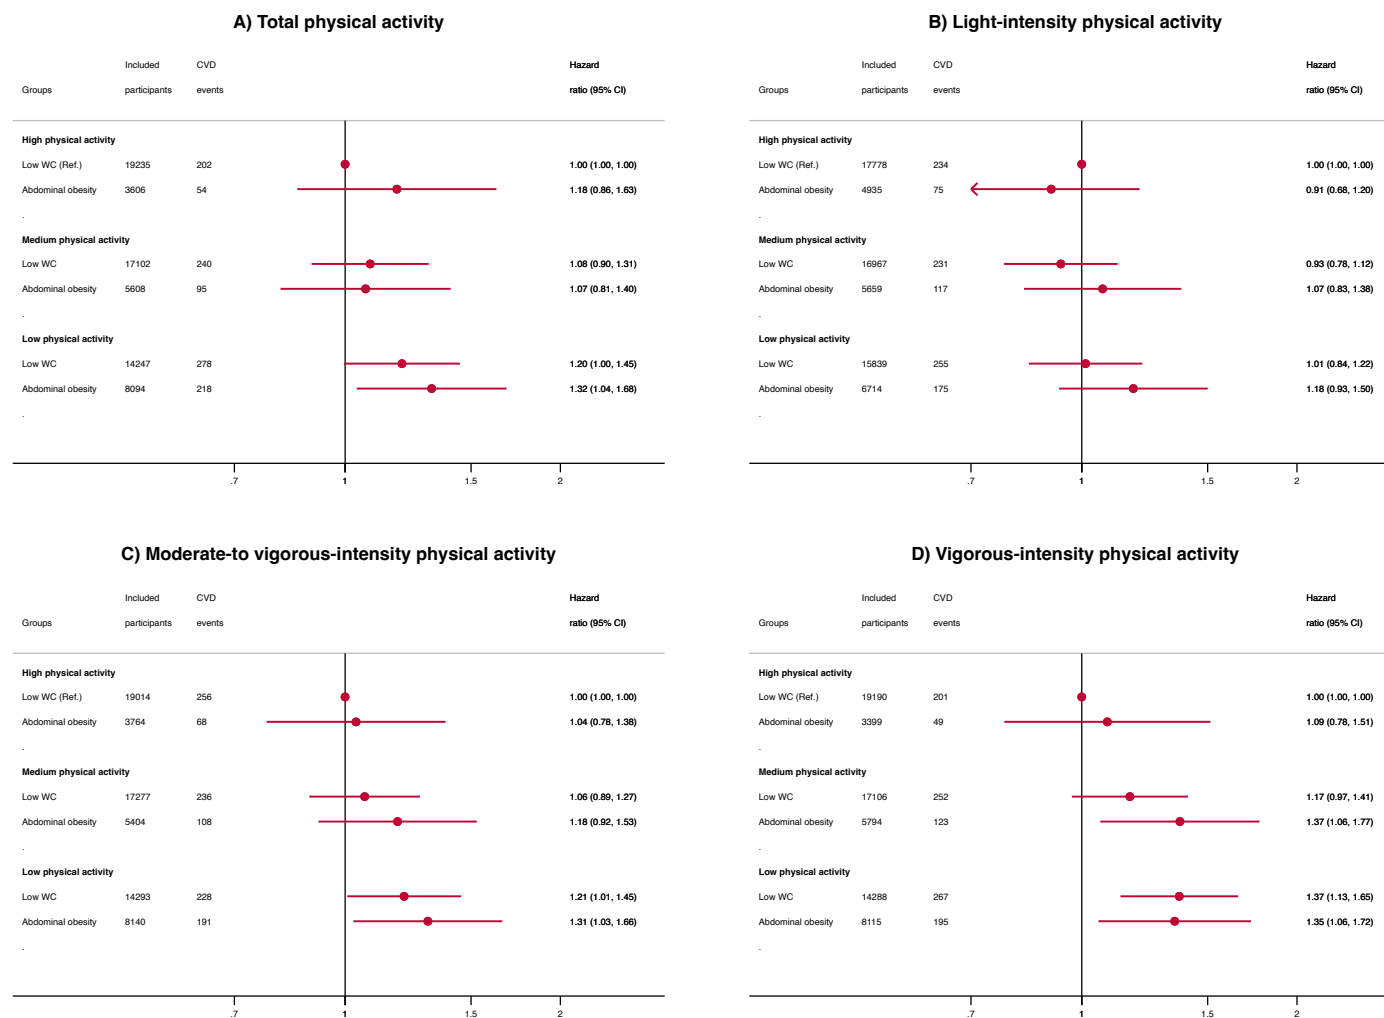 A) Total physical activity
Included CVD Hazard
Groups participants events ratio (95% CI)
High physical activity
Low WC (Ref.) 19235 202 1.00 (1.00, 1.00)
Abdominal obesity 3606 54 1.18 (0.86, 1.63)
.
Medium physical activity
Low WC 17102 240 1.08 (0.90, 1.31)
Abdominal obesity 5608 95 1.07 (0.81, 1.40)
.
Low physical activity
Low WC 14247 278 1.20 (1.00, 1.45)
Abdominal obesity 8094 218 1.32 (1.04, 1.68)
.
.7 1 1.5 2
B) Light-intensity physical activity
Included CVD Hazard
Groups participants events ratio (95% CI)
High physical activity
Low WC (Ref.) 17778 234 1.00 (1.00, 1.00)
Abdominal obesity 4935 75 0.91 (0.68, 1.20)
.
Medium physical activity
Low WC 16967 231 0.93 (0.78, 1.12)
Abdominal obesity 5659 117 1.07 (0.83, 1.38)
.
Low physical activity
Low WC 15839 255 1.01 (0.84, 1.22)
Abdominal obesity 6714 175 1.18 (0.93, 1.50)
.
.7 1 1.5 2
C) Moderate-to vigorous-intensity physical activity
Included CVD Hazard
Groups participants events ratio (95% CI)
High physical activity
Low WC (Ref.) 19014 256 1.00 (1.00, 1.00)
Abdominal obesity 3764 68 1.04 (0.78, 1.38)
.
Medium physical activity
Low WC 17277 236 1.06 (0.89, 1.27)
Abdominal obesity 5404 108 1.18 (0.92, 1.53)
.
Low physical activity
Low WC 14293 228 1.21 (1.01, 1.45)
Abdominal obesity 8140 191 1.31 (1.03, 1.66)
.
.7 1 1.5 2
D) Vigorous-intensity physical activity
Included CVD Hazard
Groups participants events ratio (95% CI)
High physical activity
Low WC (Ref.) 19190 201 1.00 (1.00, 1.00)
Abdominal obesity 3399 49 1.09 (0.78, 1.51)
.
Medium physical activity
Low WC 17106 252 1.17 (0.97, 1.41)
Abdominal obesity 5794 123 1.37 (1.06, 1.77)
.
Low physical activity
Low WC 14288 267 1.37 (1.13, 1.65)
Abdominal obesity 8115 195 1.35 (1.06, 1.72)
.
.7 1 1.5 2